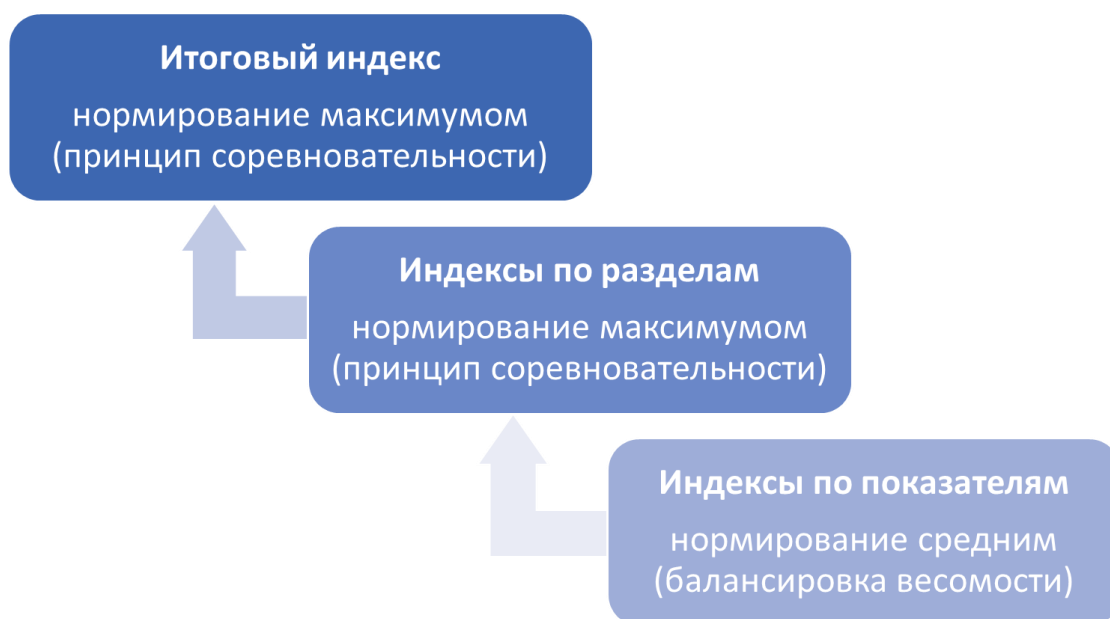 Итоговый индекс
нормирование максимумом
(принцип соревновательности)
Индексы по разделам
нормирование максимумом
(принцип соревновательности)
Индексы по показателям
нормирование средним
(балансировка весомости)